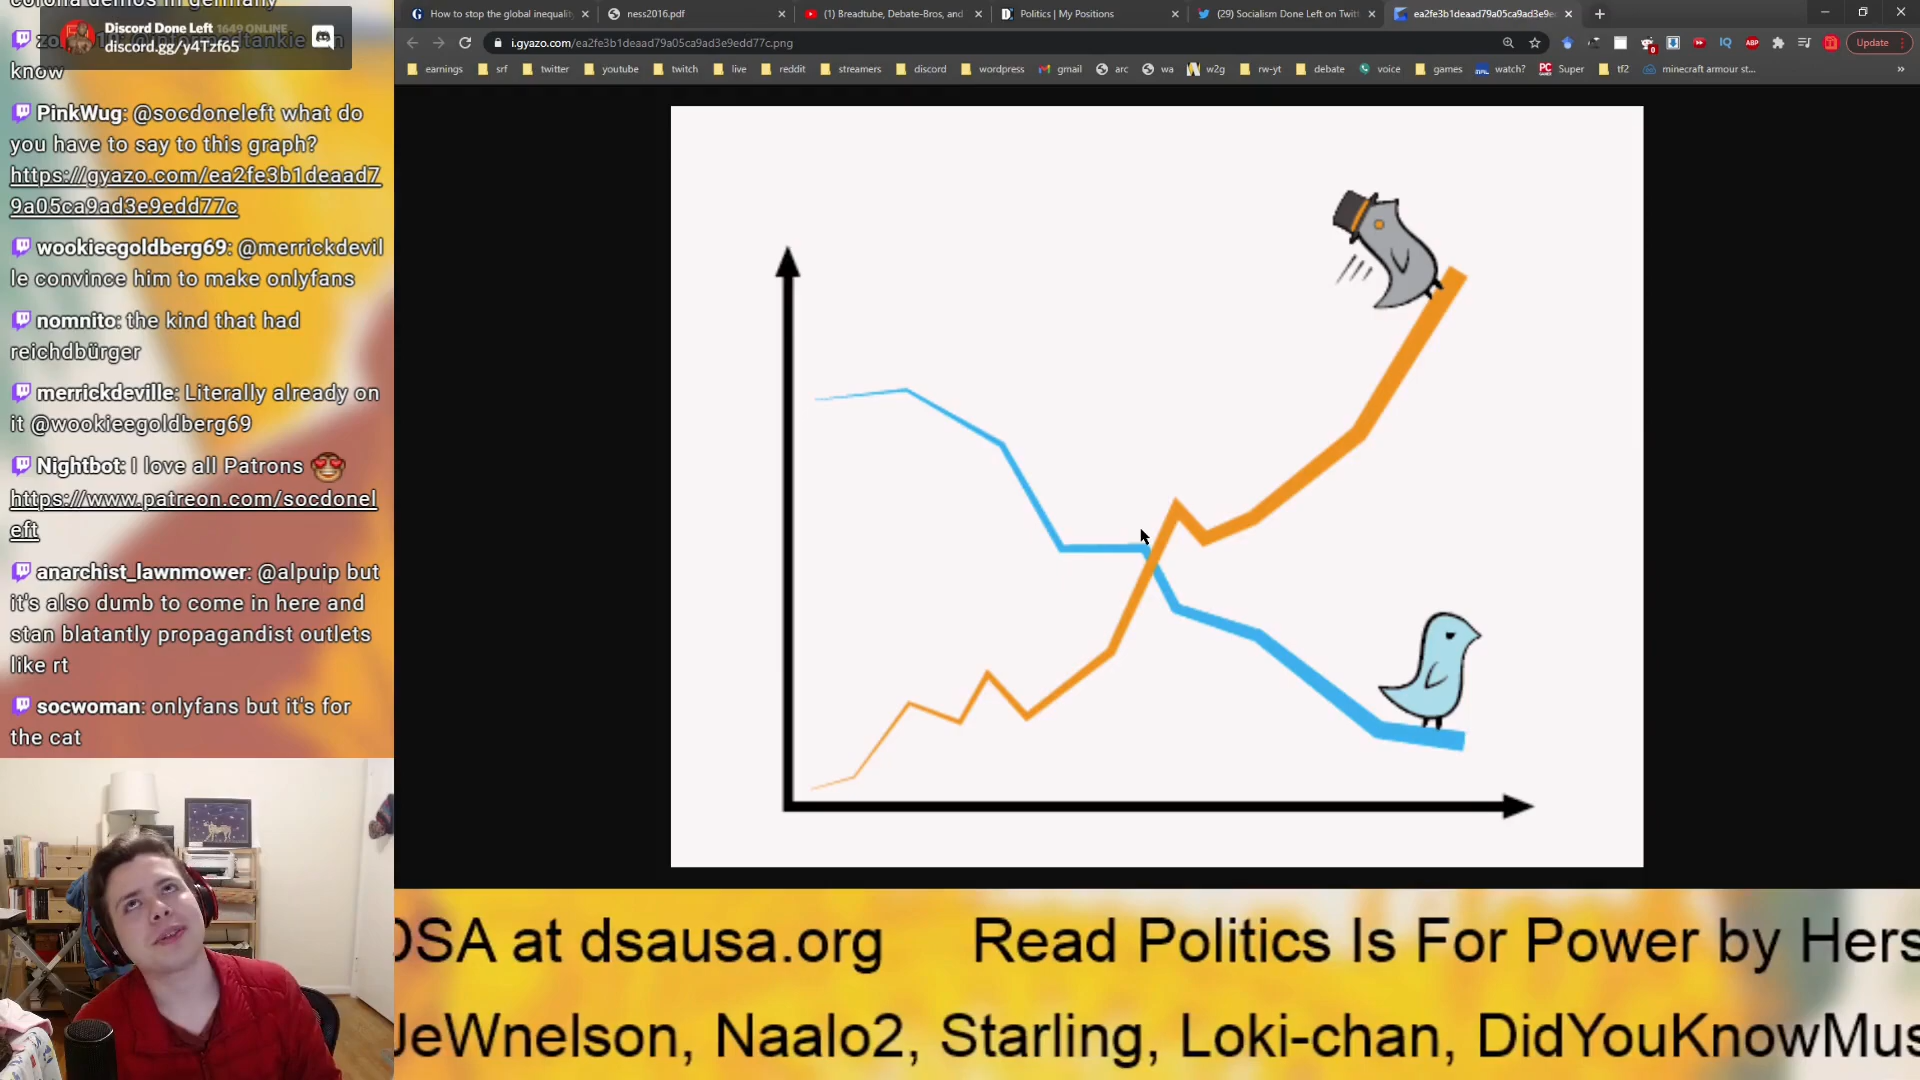 Discord Done Left 1649 ONLINE
discord.gg/y4Tzf65
know
PinkWug: @socdoneleft what do
you have to say to this graph?
https://gyazo.com/ea2fe3b1deaad7
9a05ca9ad3e9edd77c
wookieegoldberg69: @merrickdevil
le convince him to make onlyfans
nomnito: the kind that had
reichdbürger
merrickdeville: Literally already on
it @wookieegoldberg69
Nightbot: I love all Patrons
https://www.patreon.com/socdonel
eft
anarchist_lawnmower: @alpuip but
it's also dumb to come in here and
stan blatantly propagandist outlets
like rt
socwoman: onlyfans but it's for
the cat
How to stop the global inequalit
ness2016.pdf
(1) Breadtube, Debate-Bros, and
Politics | My Positions
(29) Socialism Done Left on Twitt
ea2fe3b1deaad79a05ca9ad3e9e
i.gyazo.com/ea2fe3b1deaad79a05ca9ad3e9edd77c.png
IQ
ABP
Update
earnings srf twitter youtube twitch live reddit streamers discord wordpress gmail arc wa w2g rw-yt debate voice games watch? Super tf2 minecraft armour st...
DSA at dsausa.org Read Politics Is For Power by Hers
JeWnelson, Naalo2, Starling, Loki-chan, DidYouKnowMus